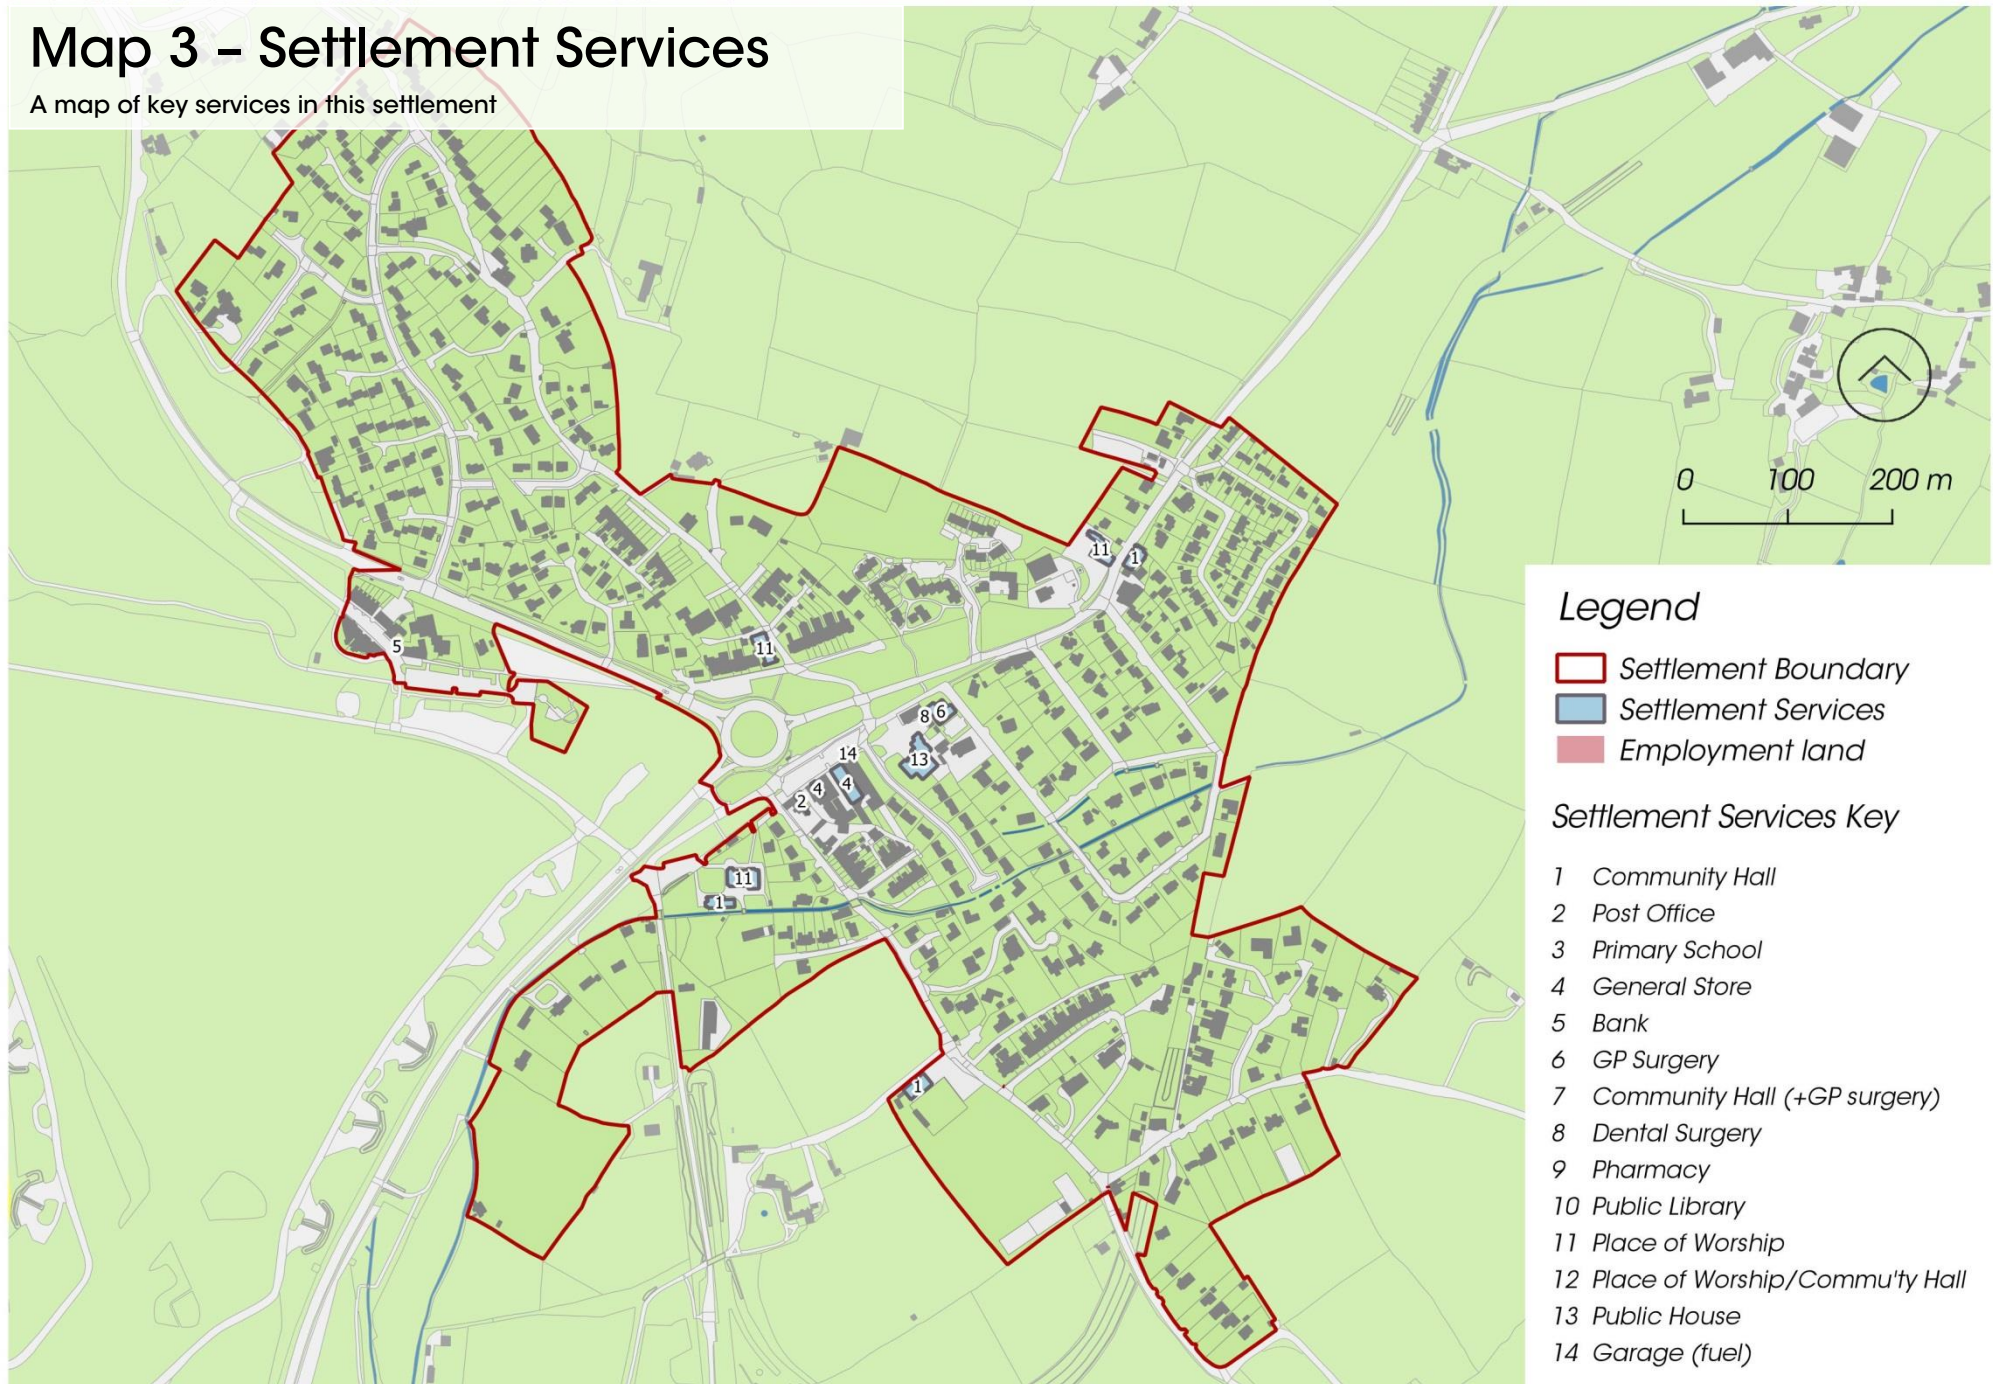 Map 3 – Settlement Services
A map of key services in this settlement
0 100 200 m
11
1
5
11
8 6
14
13
4
4
2
11
1
1
Legend
Settlement Boundary
Settlement Services
Employment land
Settlement Services Key
1 Community Hall
2 Post Office
3 Primary School
4 General Store
5 Bank
6 GP Surgery
7 Community Hall (+GP surgery)
8 Dental Surgery
9 Pharmacy
10 Public Library
11 Place of Worship
12 Place of Worship/Commu'ty Hall
13 Public House
14 Garage (fuel)